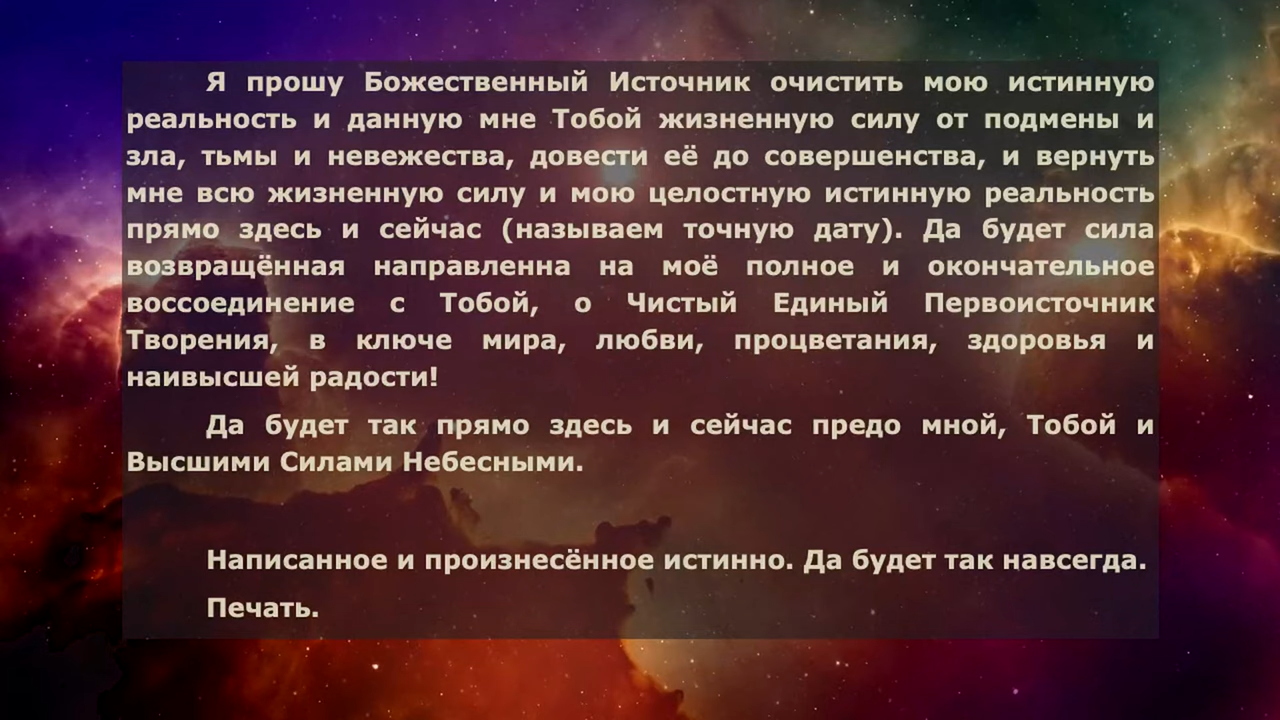 Я прошу Божественный Источник очистить мою истинную
реальность и данную мне Тобой жизненную силу от подмены и
зла, тьмы и невежества, довести её до совершенства, и вернуть
мне всю жизненную силу и мою целостную истинную реальность
прямо здесь и сейчас (называем точную дату). Да будет сила
возвращённая направленна на моё полное и окончательное
воссоединение с Тобой, о Чистый Единый Первоисточник
Творения, в ключе мира, любви, процветания, здоровья и
наивысшей радости!
Да будет так прямо здесь и сейчас предо мной, Тобой и
Высшими Силами Небесными.
Написанное и произнесённое истинно. Да будет так навсегда.
Печать.